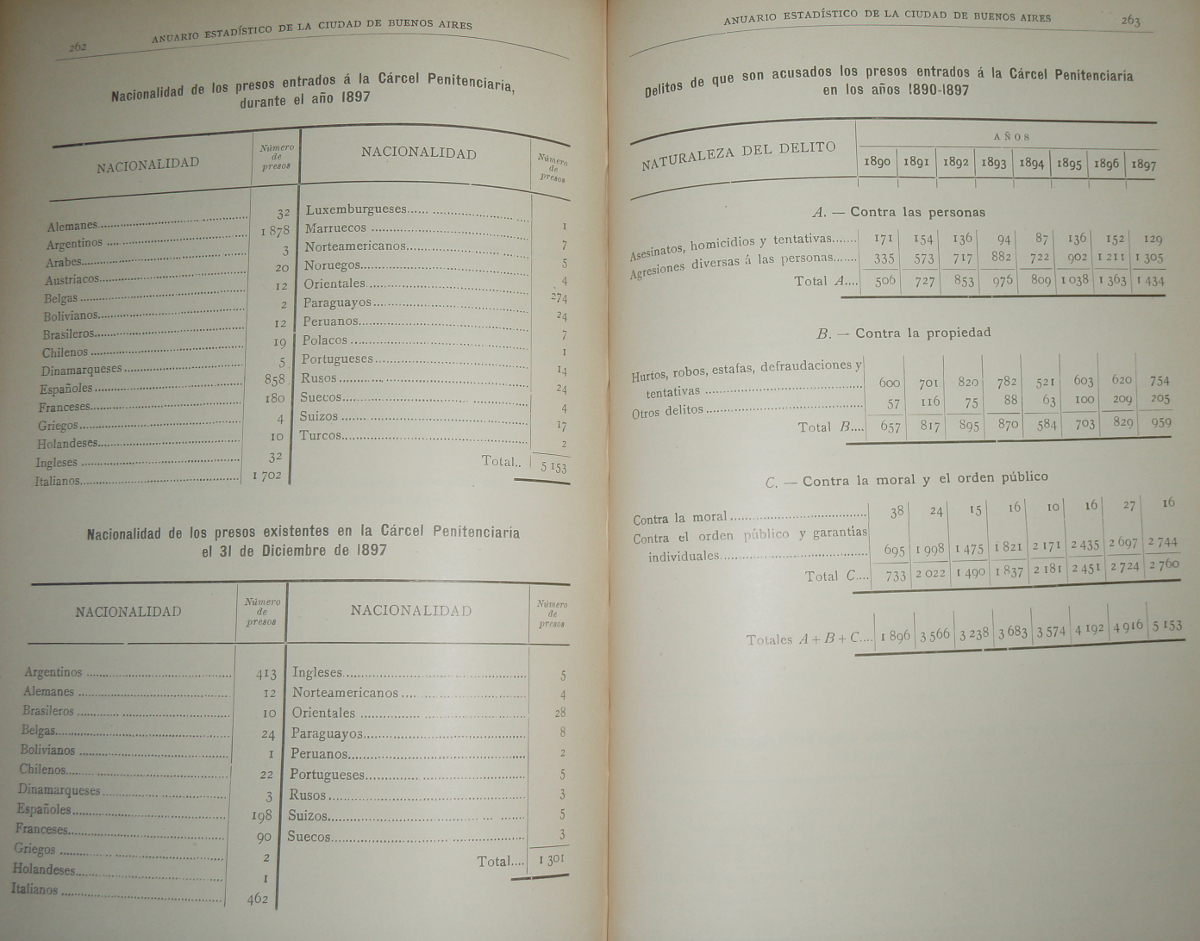 262
ANUARIO ESTADÍSTICO DE LA CIUDAD DE BUENOS AIRES
Nacionalidad de los presos entrados á la Cárcel Penitenciaria,
durante el año 1897
NACIONALIDAD Número de presos NACIONALIDAD Número de presos
Alemanes 32 Luxemburgueses 1
Argentinos 1 878 Marruecos 7
Arabes 3 Norteamericanos 5
Austriacos 20 Noruegos 4
Belgas 12 Orientales 274
Bolivianos 2 Paraguayos 24
Brasileros 12 Peruanos 7
Chilenos 19 Polacos 1
Dinamarqueses 5 Portugueses 14
Españoles 858 Rusos 24
Franceses 180 Suecos 4
Griegos 4 Suizos 17
Holandeses 10 Turcos 2
Ingleses 32 Total.. 5 153
Italianos 1 702
Nacionalidad de los presos existentes en la Cárcel Penitenciaria
el 31 de Diciembre de 1897
NACIONALIDAD Número de presos NACIONALIDAD Número de presos
Argentinos 413 Ingleses 5
Alemanes 12 Norteamericanos 4
Brasileros 10 Orientales 28
Belgas 24 Paraguayos 8
Bolivianos 1 Peruanos 2
Chilenos 22 Portugueses 5
Dinamarqueses 3 Rusos 3
Españoles 198 Suizos 5
Franceses 90 Suecos 3
Griegos 2 Total.... 1 301
Holandeses 1
Italianos 462
ANUARIO ESTADÍSTICO DE LA CIUDAD DE BUENOS AIRES
263
Delitos de que son acusados los presos entrados á la Cárcel Penitenciaria
en los años 1890-1897
NATURALEZA DEL DELITO AÑOS
1890 1891 1892 1893 1894 1895 1896 1897
A. — Contra las personas
Asesinatos, homicidios y tentativas 171 154 136 94 87 136 152 129
Agresiones diversas á las personas 335 573 717 882 722 902 1 211 1 305
Total A.... 506 727 853 976 809 1 038 1 363 1 434
B. — Contra la propiedad
Hurtos, robos, estafas, defraudaciones y
tentativas 600 701 820 782 521 603 620 754
Otros delitos 57 116 75 88 63 100 209 205
Total B.... 657 817 895 870 584 703 829 959
C. — Contra la moral y el orden público
Contra la moral 38 24 15 16 10 16 27 16
Contra el orden público y garantías
individuales 695 1 998 1 475 1 821 2 171 2 435 2 697 2 744
Total C.... 733 2 022 1 490 1 837 2 181 2 451 2 724 2 760
Totales A + B + C.... 1 896 3 566 3 238 3 683 3 574 4 192 4 916 5 153